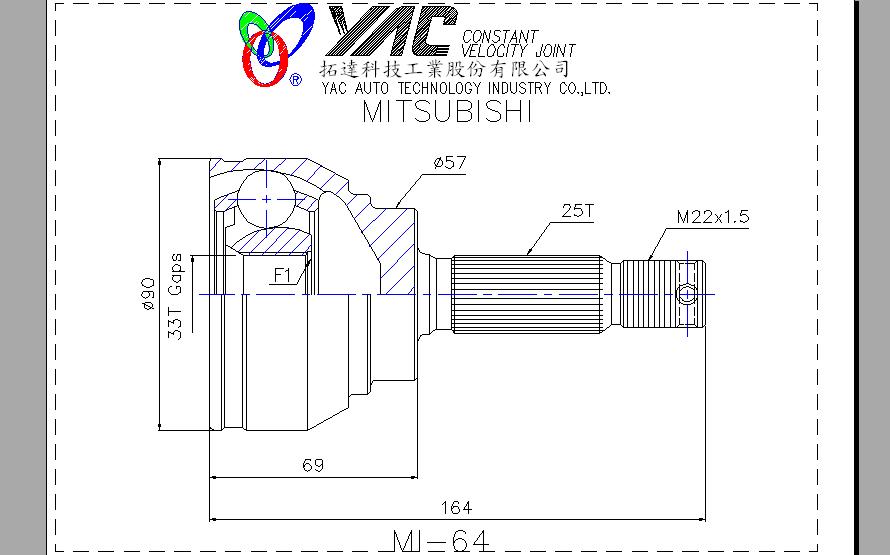 YAC CONSTANT
VELOCITY JOINT
®
拓達科技工業股份有限公司
YAC AUTO TECHNOLOGY INDUSTRY CO.,LTD.
MITSUBISHI
ø57
25T
M22x1.5
F1
33T Gaps
ø90
69
164
MI-64